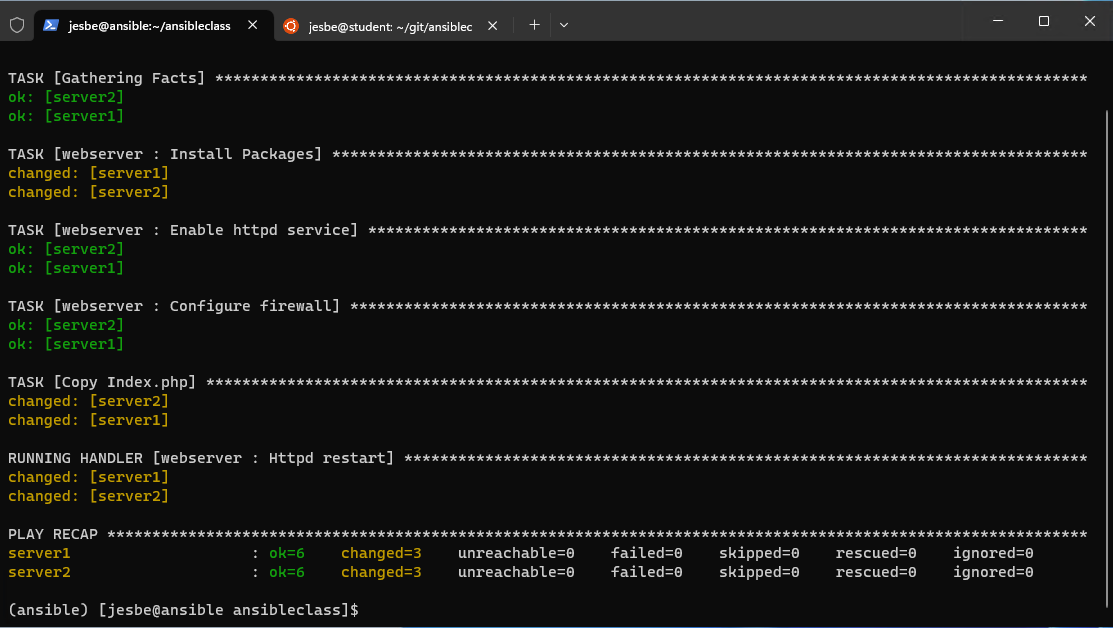 jesbe@ansible:~/ansibleclass
jesbe@student: ~/git/ansiblec
TASK [Gathering Facts] *************************************************************************************************
ok: [server2]
ok: [server1]
TASK [webserver : Install Packages] ************************************************************************************
changed: [server1]
changed: [server2]
TASK [webserver : Enable httpd service] ********************************************************************************
ok: [server2]
ok: [server1]
TASK [webserver : Configure firewall] **********************************************************************************
ok: [server2]
ok: [server1]
TASK [Copy Index.php] **************************************************************************************************
changed: [server2]
changed: [server1]
RUNNING HANDLER [webserver : Httpd restart] ****************************************************************************
changed: [server1]
changed: [server2]
PLAY RECAP *************************************************************************************************************
server1                    : ok=6    changed=3    unreachable=0    failed=0    skipped=0    rescued=0    ignored=0
server2                    : ok=6    changed=3    unreachable=0    failed=0    skipped=0    rescued=0    ignored=0
(ansible) [jesbe@ansible ansibleclass]$